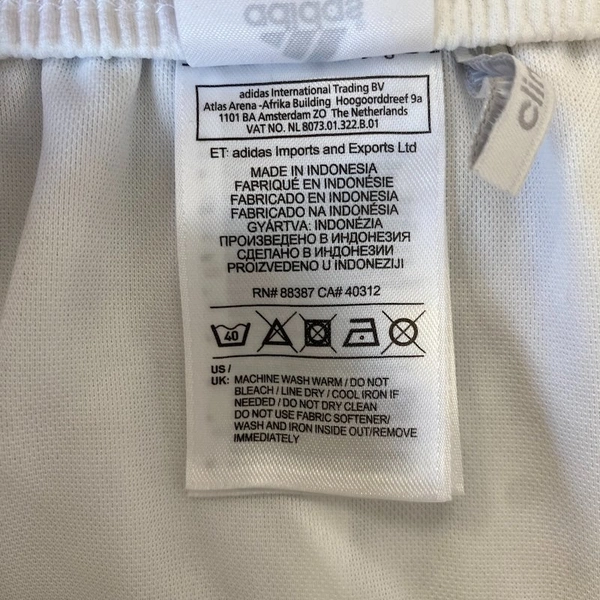 adidas
clim
adidas International Trading BV
Atlas Arena -Afrika Building Hoogoorddreef 9a
1101 BA Amsterdam ZO The Netherlands
VAT NO. NL 8073.01.322.B.01
ET: adidas Imports and Exports Ltd
MADE IN INDONESIA
FABRIQUÉ EN INDONÉSIE
FABRICADO EN INDONESIA
FABRICADO NA INDONÉSIA
GYÁRTVA: INDONÉZIA
ПРОИЗВЕДЕНО В ИНДОНЕЗИЯ
СДЕЛАНО В ИНДОНЕЗИИ
PROIZVEDENO U INDONEZIJI
RN# 88387 CA# 40312
40
US /
UK: MACHINE WASH WARM / DO NOT
BLEACH / LINE DRY / COOL IRON IF
NEEDED / DO NOT DRY CLEAN
DO NOT USE FABRIC SOFTENER/
WASH AND IRON INSIDE OUT/REMOVE
IMMEDIATELY